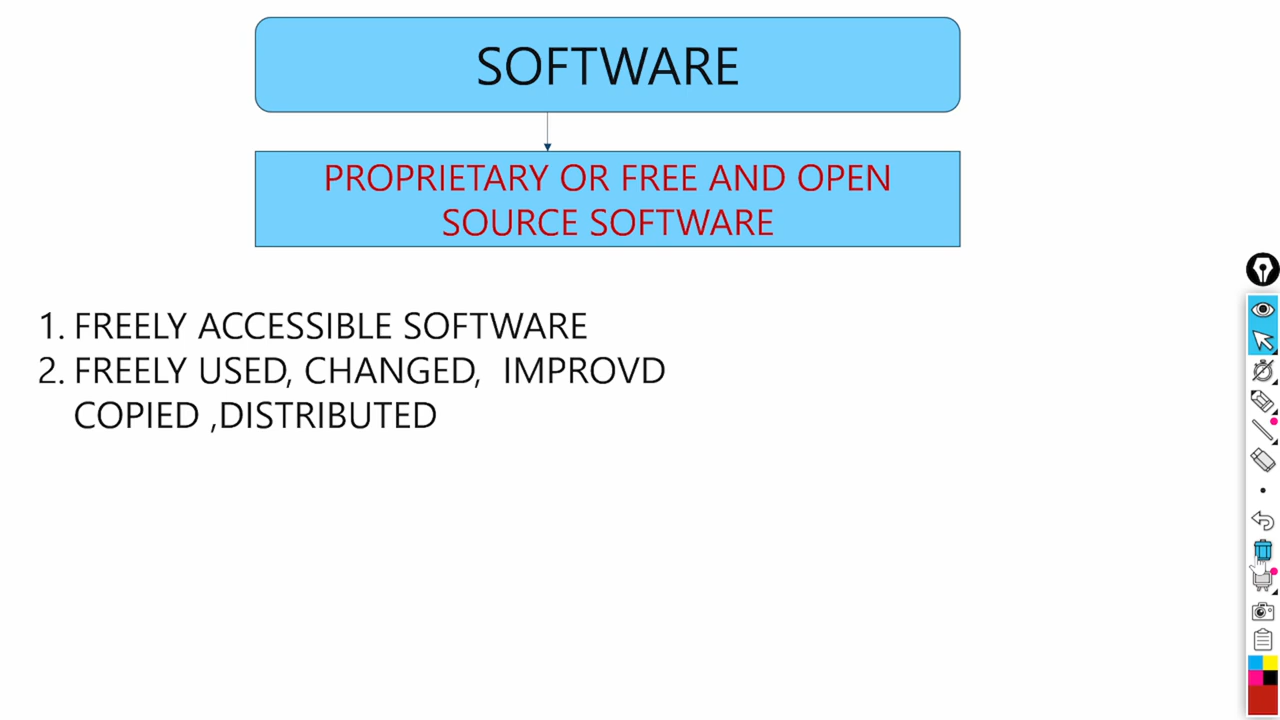 SOFTWARE
PROPRIETARY OR FREE AND OPEN
SOURCE SOFTWARE
1. FREELY ACCESSIBLE SOFTWARE
2. FREELY USED, CHANGED,  IMPROVD
COPIED ,DISTRIBUTED